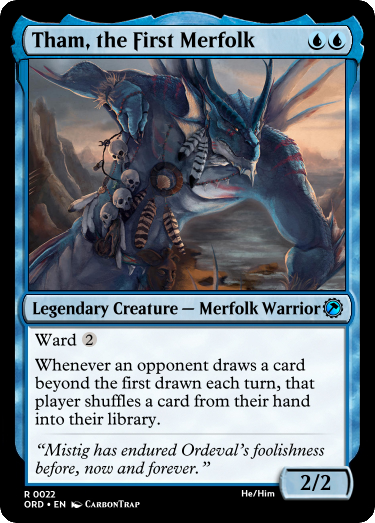 Tham, the First Merfolk
Legendary Creature — Merfolk Warrior
Ward 2
Whenever an opponent draws a card
beyond the first drawn each turn, that
player shuffles a card from their hand
into their library.
“Mistig has endured Ordeval’s foolishness
before, now and forever.”
2/2
R 0022
He/Him
ORD • EN CarbonTrap